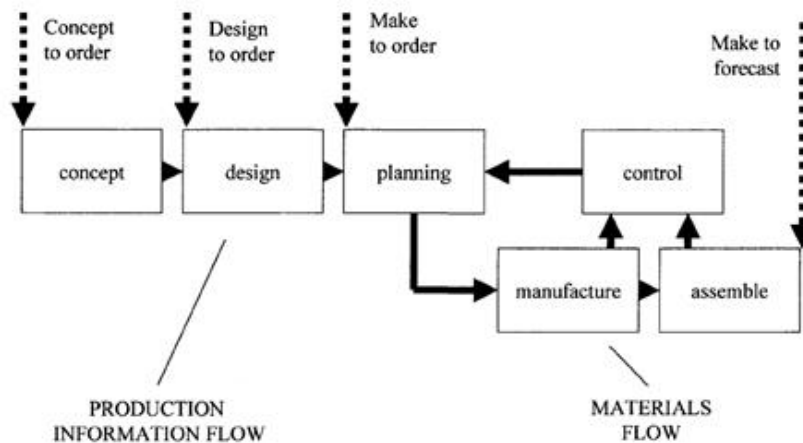 Concept
to order
Design
to order
Make
to order
Make to
forecast
concept
design
planning
control
manufacture
assemble
PRODUCTION
INFORMATION FLOW
MATERIALS
FLOW